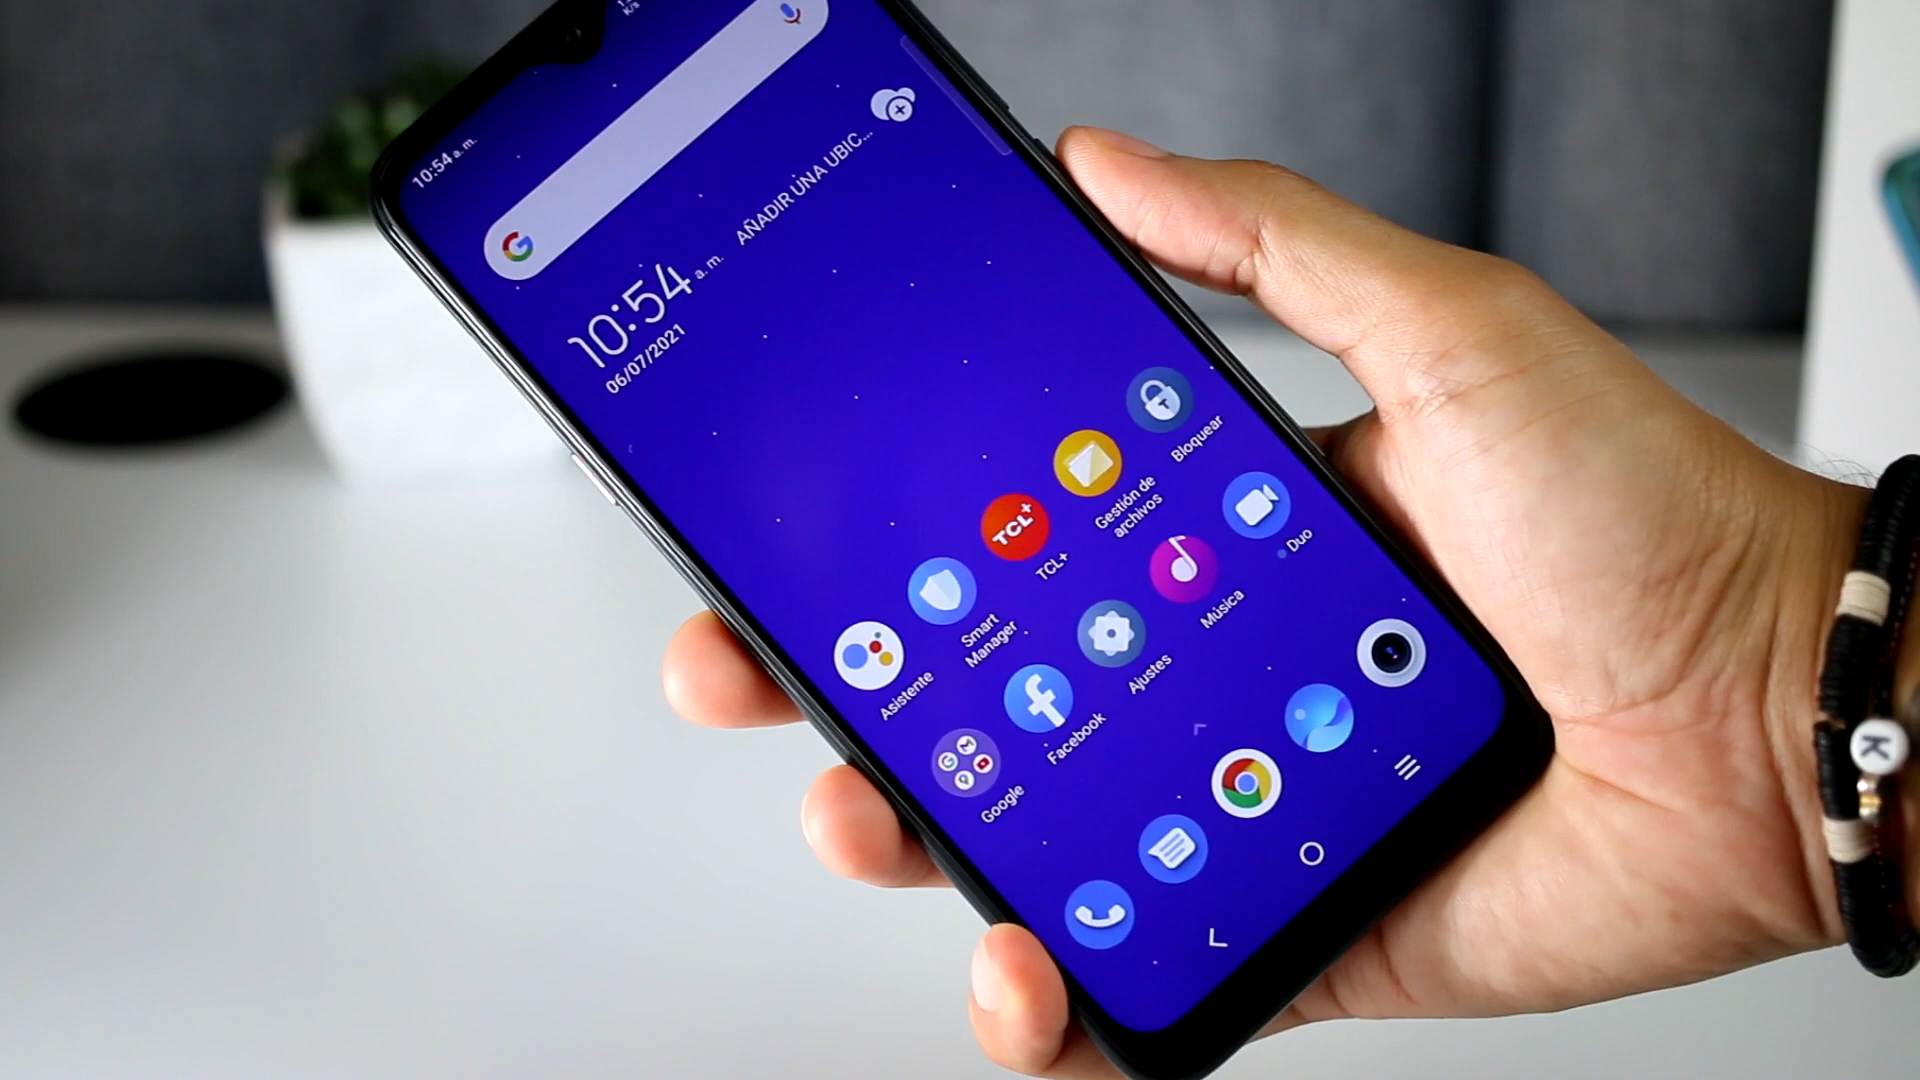 10:54 a. m.
K/s
10:54 a. m.
06/07/2021
AÑADIR UNA UBIC...
Asistente
Smart
Manager
TCL+
TCL+
Gestión de
archivos
Bloquear
Google
Facebook
Ajustes
Música
Duo
K